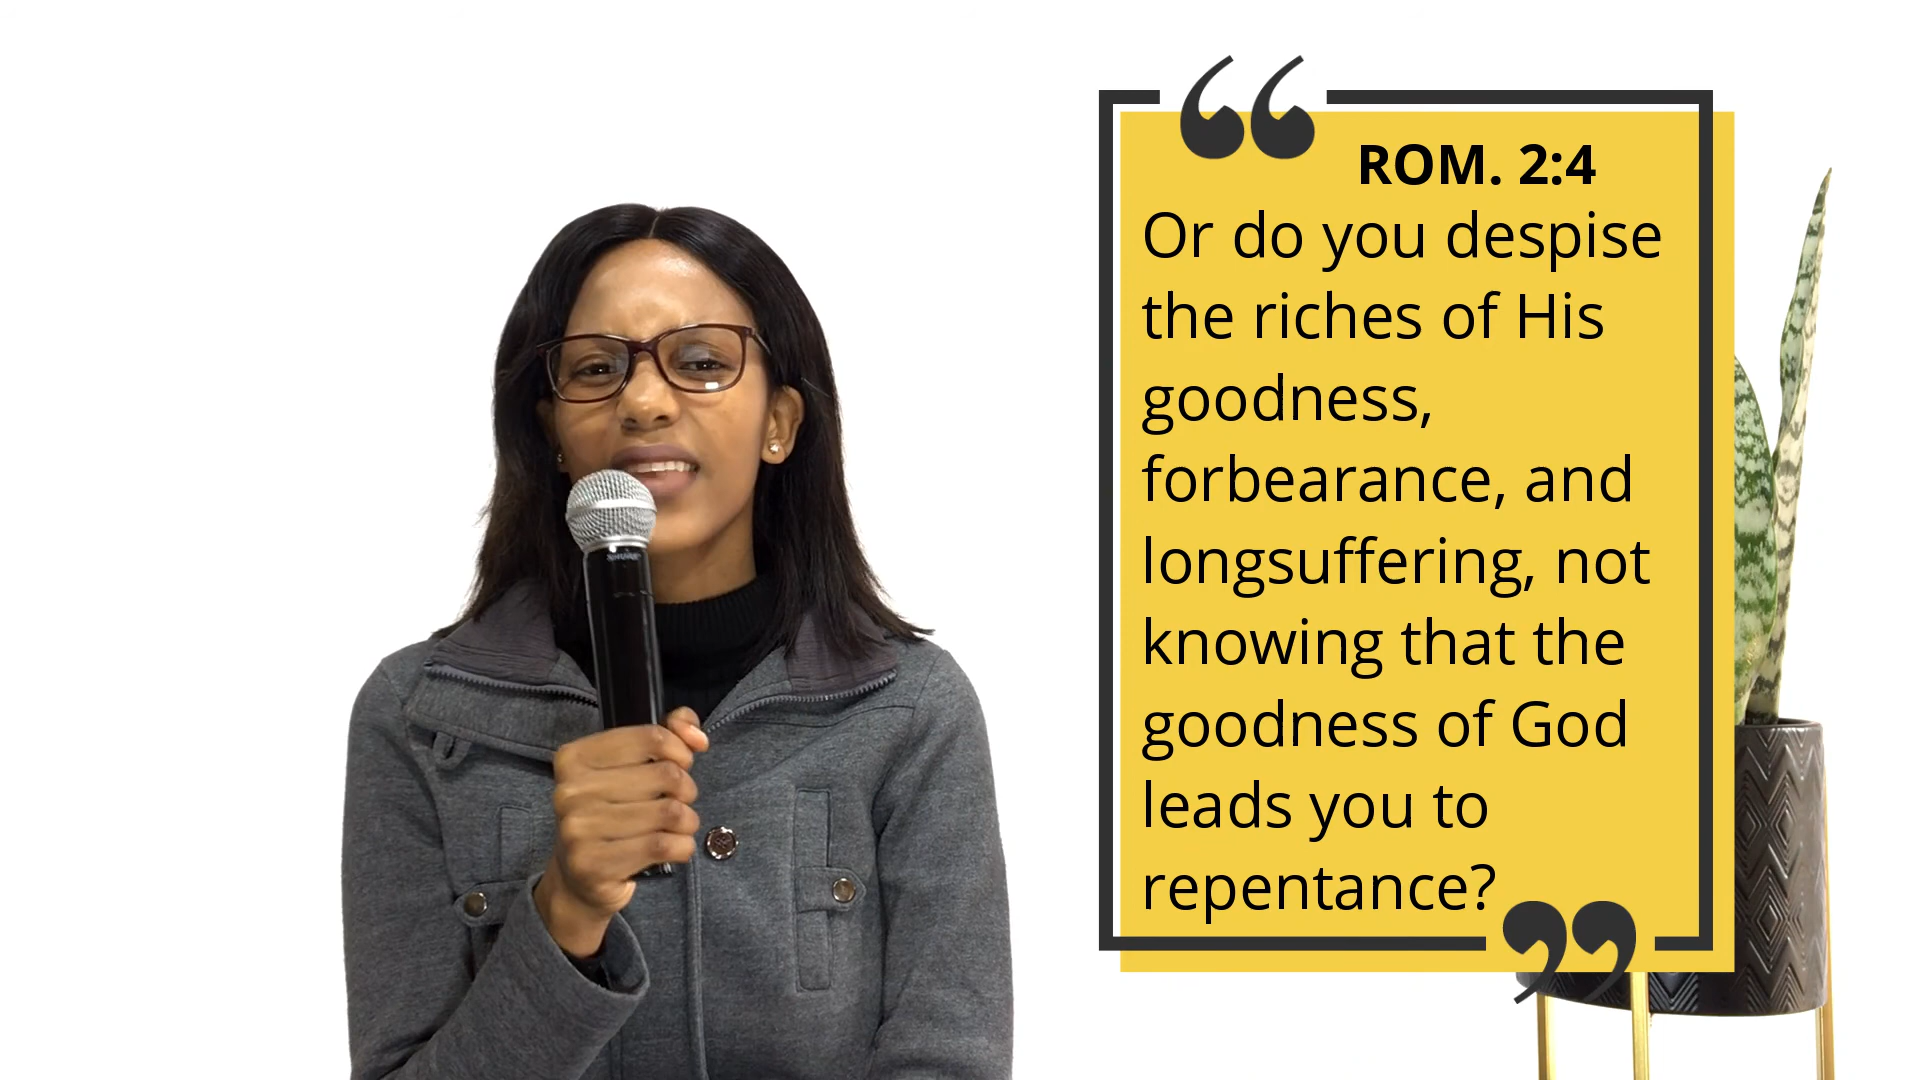 ROM. 2:4
Or do you despise
the riches of His
goodness,
forbearance, and
longsuffering, not
knowing that the
goodness of God
leads you to
repentance?